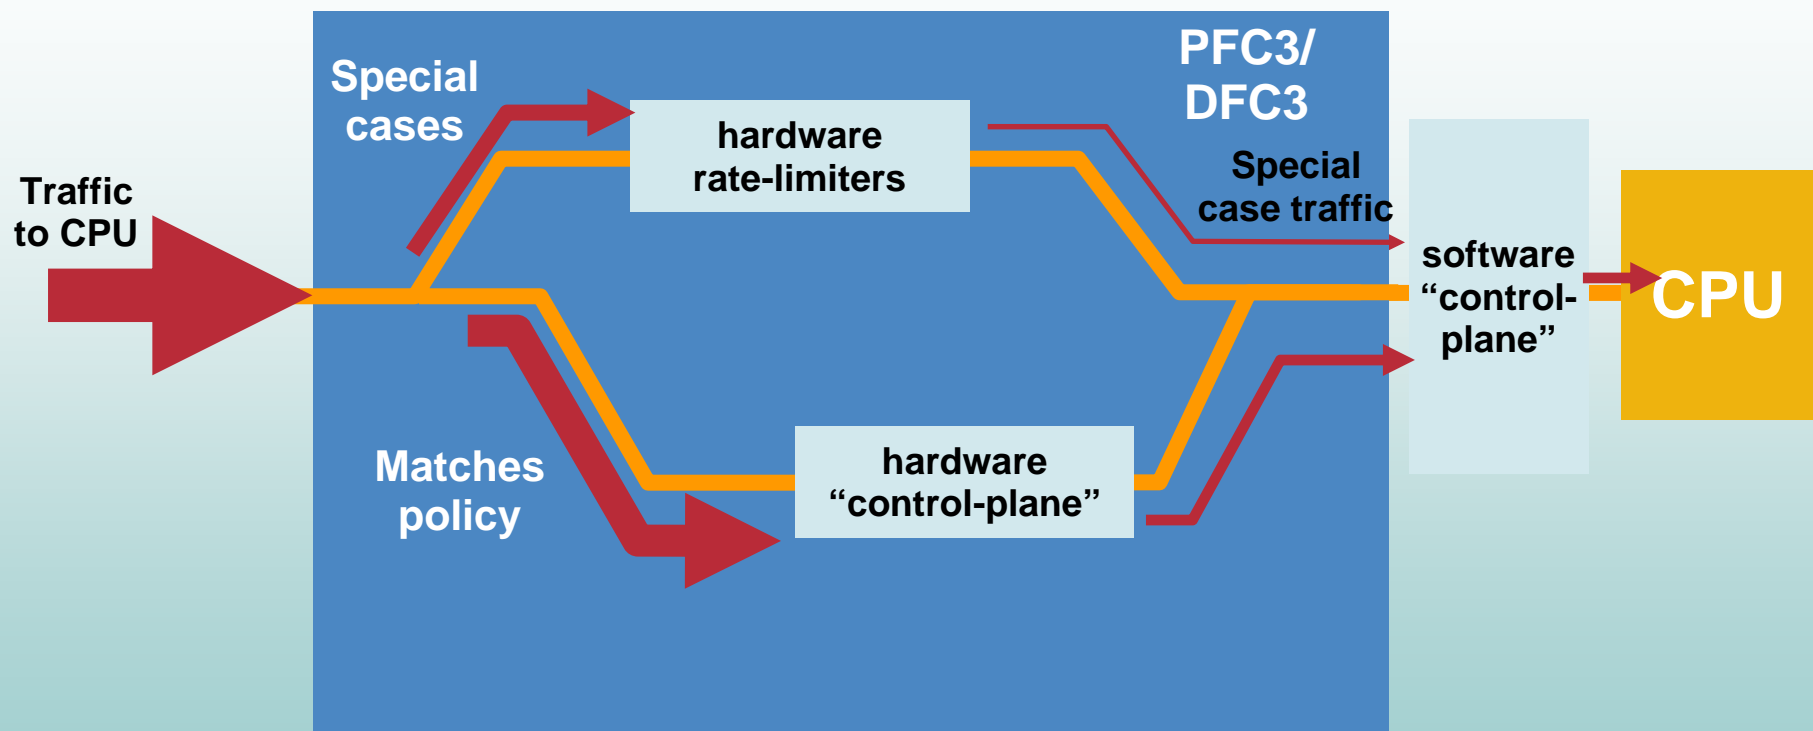 Traffic
to CPU
Special
cases
hardware
rate-limiters
PFC3/
DFC3
Special
case traffic
Matches
policy
hardware
“control-plane”
software
“control-
plane”
CPU